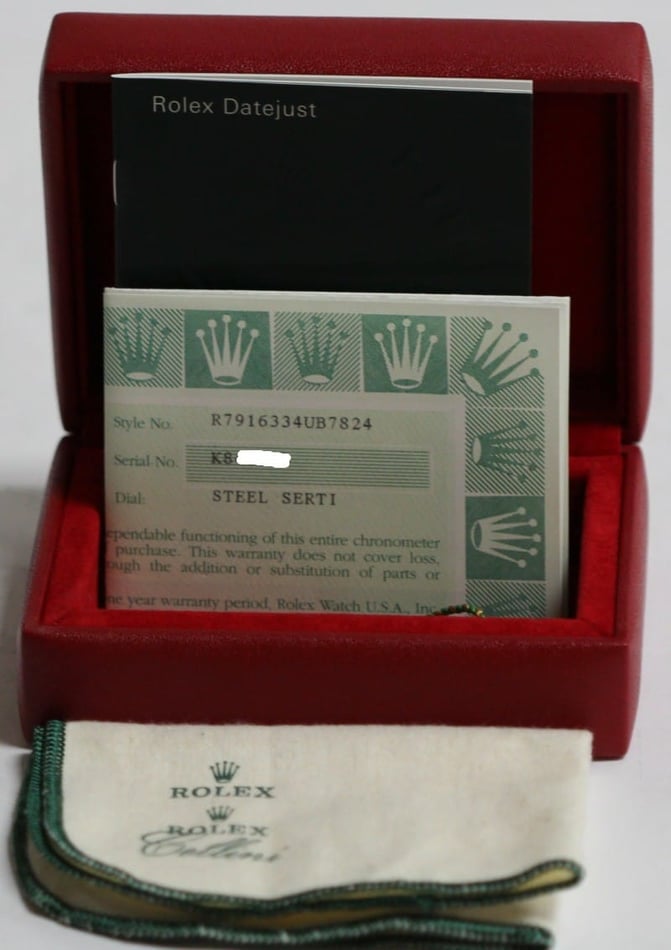 Rolex Datejust
Style No. R7916334UB7824
Serial No. K8
Dial: STEEL SERTI
ependable functioning of this entire chronometer
purchase. This warranty does not cover loss,
ough the addition or substitution of parts or
ne year warranty period, Rolex Watch U.S.A., Inc.
ROLEX
ROLEX
Cellini